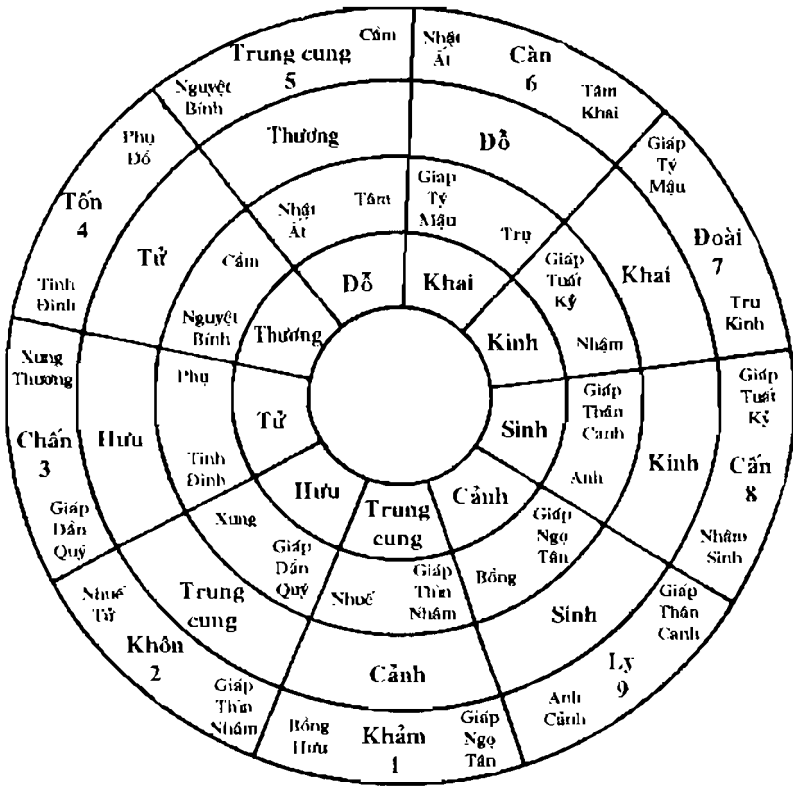 Trung cung
5
Cầm
Nguyệt
Bính
Nhật
Ất
Càn
6
Tâm
Khai
Giáp
Tý
Mậu
Đoài
7
Trụ
Kinh
Giáp
Tuất
Kỷ
Cấn
8
Nhậm
Sinh
Giáp
Thân
Canh
Ly
9
Anh
Cảnh
Giáp
Ngọ
Tân
Khảm
1
Bồng
Hưu
Giáp
Thìn
Nhâm
Khôn
2
Nhuế
Tử
Giáp
Dần
Quý
Chấn
3
Xung
Thương
Tinh
Đinh
Tốn
4
Phụ
Đỗ
Thương
Đỗ
Khai
Kinh
Sinh
Cảnh
Trung
cung
Hưu
Tử
Nhật
Ất
Tâm
Giáp
Tý
Mậu
Trụ
Giáp
Tuất
Kỷ
Nhậm
Giáp
Thân
Canh
Anh
Giáp
Ngọ
Tân
Bồng
Giáp
Thìn
Nhâm
Nhuế
Giáp
Dần
Quý
Xung
Tinh
Đinh
Phụ
Nguyệt
Bính
Cầm
Đỗ
Khai
Kinh
Sinh
Cảnh
Trung
cung
Hưu
Tử
Thương